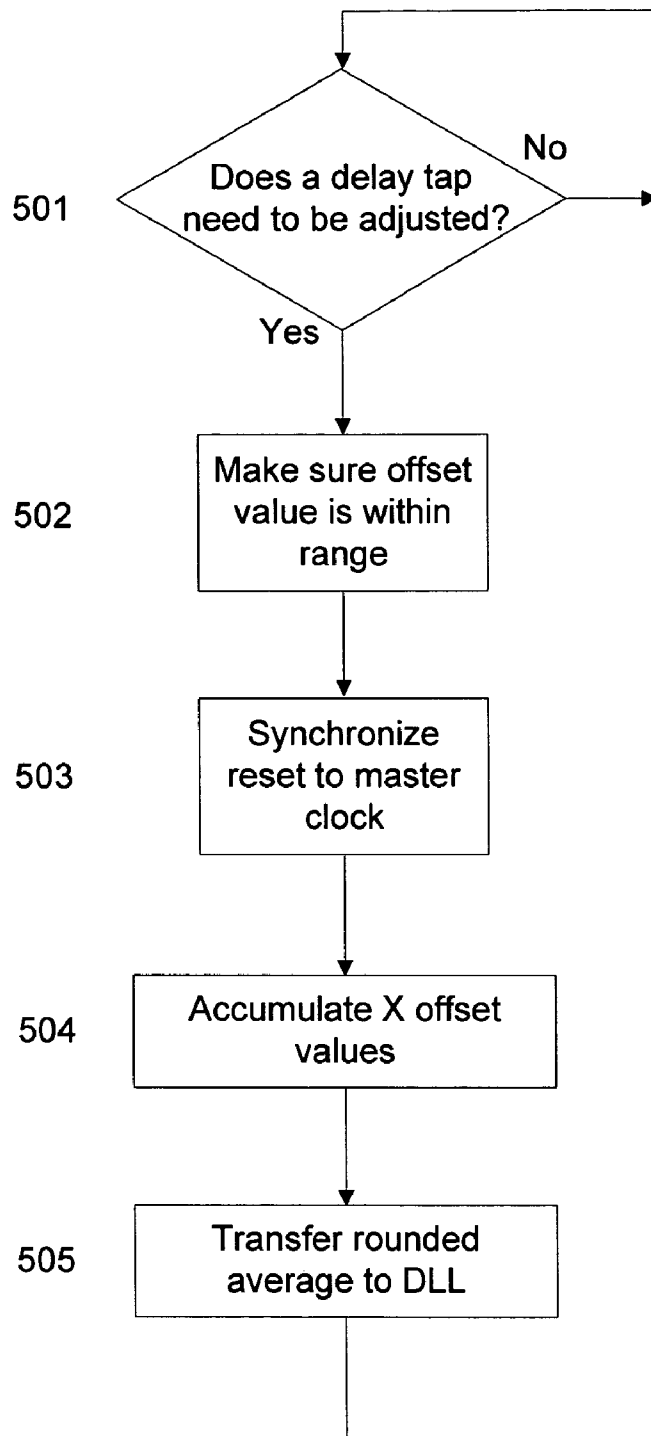 No
501
Does a delay tap
need to be adjusted?
Yes
502
Make sure offset
value is within
range
503
Synchronize
reset to master
clock
504
Accumulate X offset
values
505
Transfer rounded
average to DLL